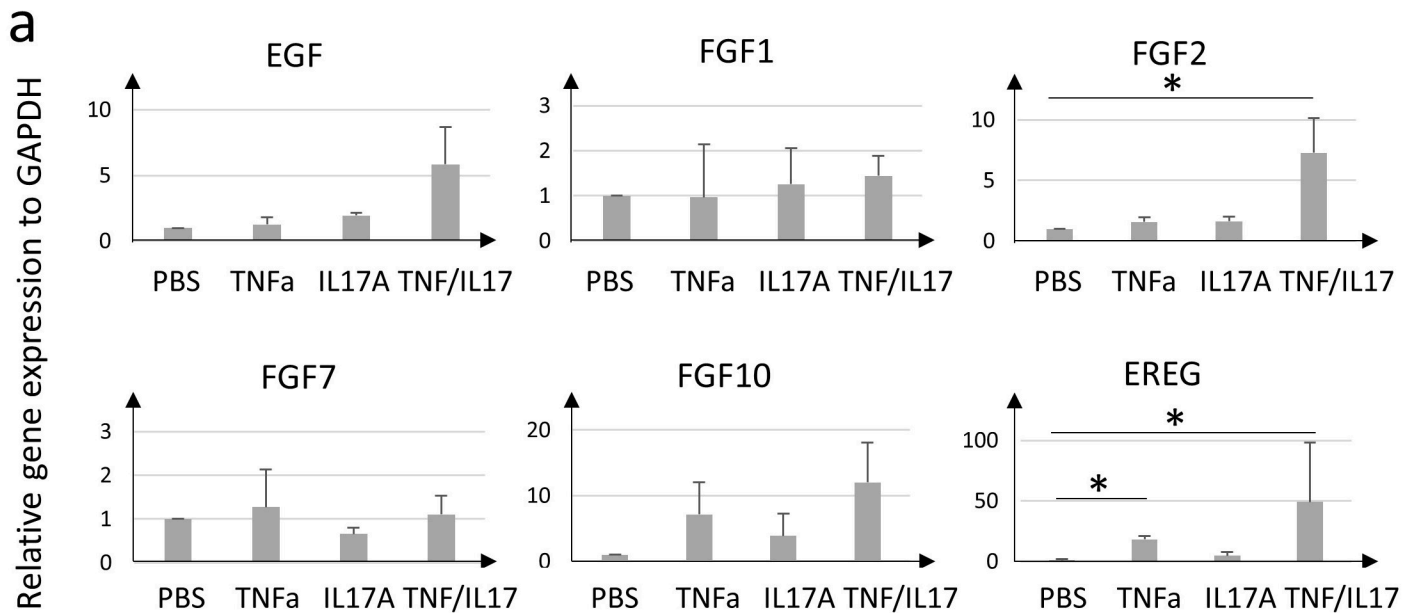 a
Relative gene expression to GAPDH
EGF
10
5
0
PBS TNFa IL17A TNF/IL17
FGF1
3
2
1
0
PBS TNFa IL17A TNF/IL17
FGF2
*
10
5
0
PBS TNFa IL17A TNF/IL17
FGF7
3
2
1
0
PBS TNFa IL17A TNF/IL17
FGF10
20
10
0
PBS TNFa IL17A TNF/IL17
EREG
*
100
*
50
0
PBS TNFa IL17A TNF/IL17